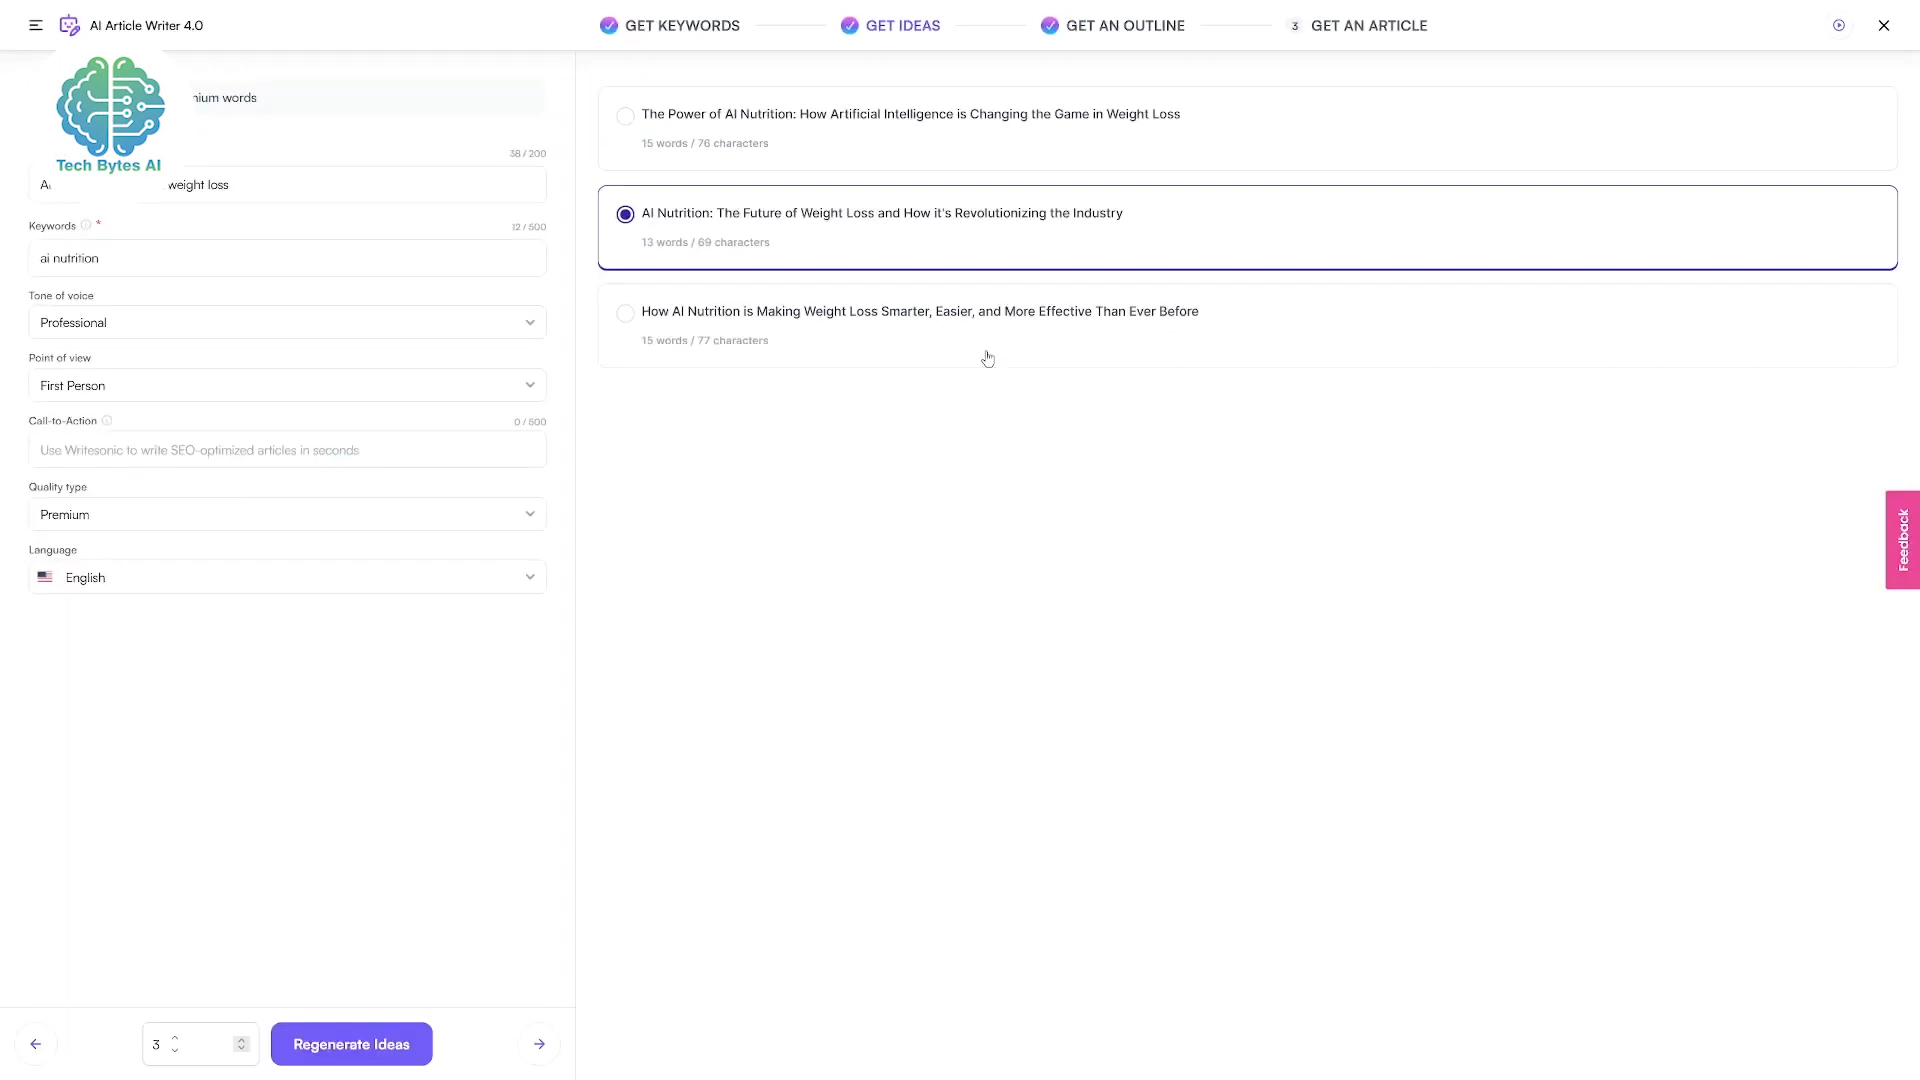 AI Article Writer 4.0
GET KEYWORDS
GET IDEAS
GET AN OUTLINE
3 GET AN ARTICLE
Tech Bytes AI
words
38 / 200
weight loss
Keywords *
12 / 500
ai nutrition
Tone of voice
Professional
Point of view
First Person
Call-to-Action
0 / 500
Use Writesonic to write SEO-optimized articles in seconds
Quality type
Premium
Language
English
3
Regenerate Ideas
The Power of AI Nutrition: How Artificial Intelligence is Changing the Game in Weight Loss
15 words / 76 characters
AI Nutrition: The Future of Weight Loss and How it's Revolutionizing the Industry
13 words / 69 characters
How AI Nutrition is Making Weight Loss Smarter, Easier, and More Effective Than Ever Before
15 words / 77 characters
Feedback